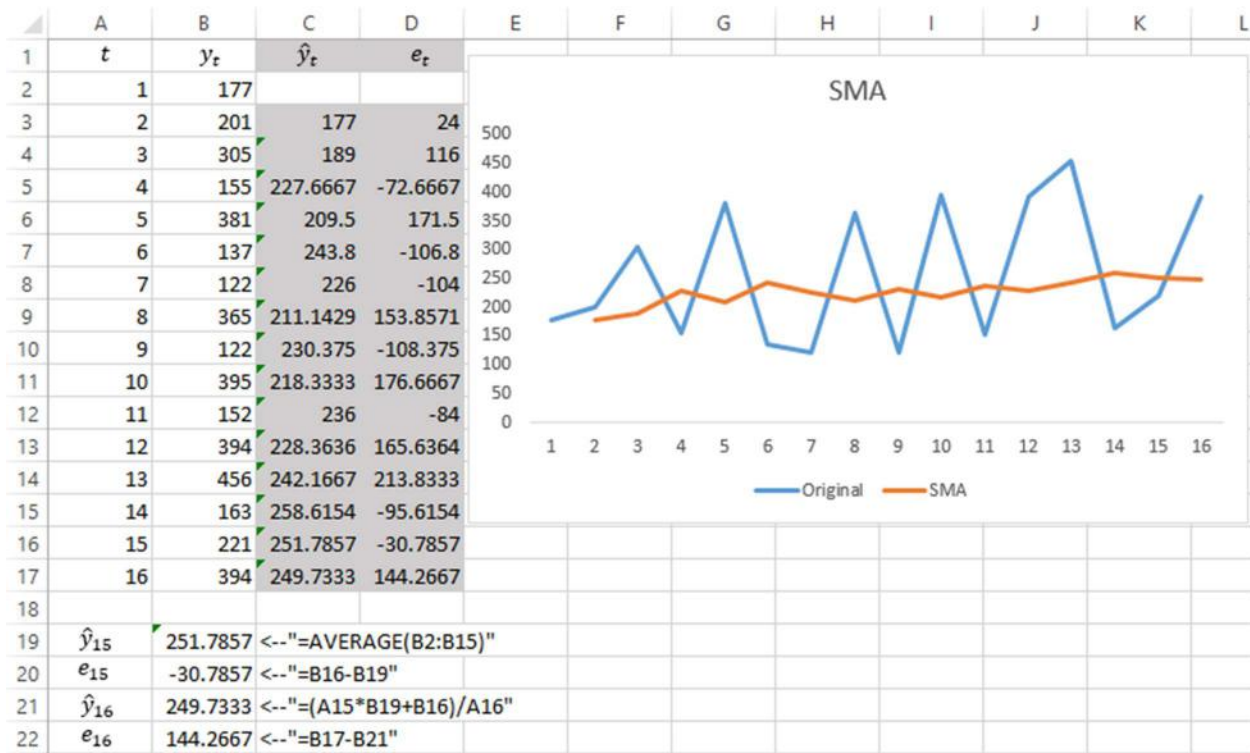 A B C D E F G H I J K L
1 t yₜ ŷₜ eₜ
2 1 177
3 2 201 177 24
4 3 305 189 116
5 4 155 227.6667 -72.6667
6 5 381 209.5 171.5
7 6 137 243.8 -106.8
8 7 122 226 -104
9 8 365 211.1429 153.8571
10 9 122 230.375 -108.375
11 10 395 218.3333 176.6667
12 11 152 236 -84
13 12 394 228.3636 165.6364
14 13 456 242.1667 213.8333
15 14 163 258.6154 -95.6154
16 15 221 251.7857 -30.7857
17 16 394 249.7333 144.2667
18
19 ŷ₁₅ 251.7857 <--"=AVERAGE(B2:B15)"
20 e₁₅ -30.7857 <--"=B16-B19"
21 ŷ₁₆ 249.7333 <--"=(A15*B19+B16)/A16"
22 e₁₆ 144.2667 <--"=B17-B21"
SMA
500
450
400
350
300
250
200
150
100
50
0
1 2 3 4 5 6 7 8 9 10 11 12 13 14 15 16
Original SMA